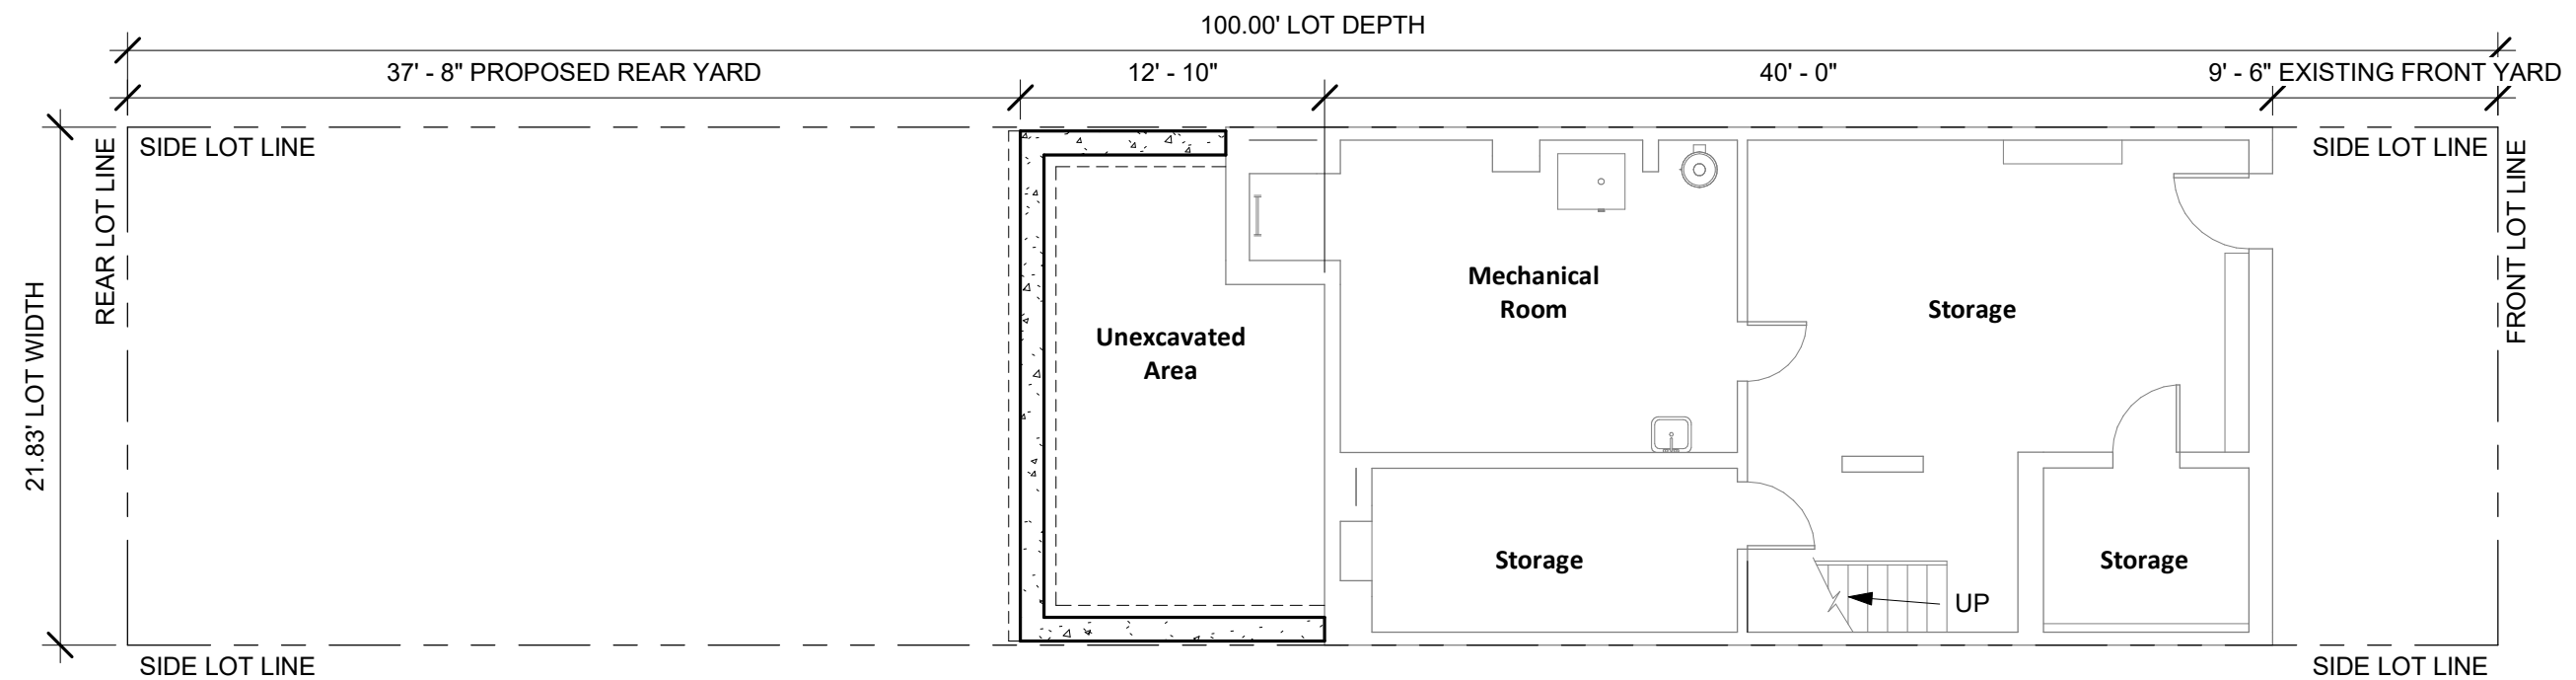 100.00' LOT DEPTH
37' - 8" PROPOSED REAR YARD
12' - 10"
40' - 0"
9' - 6" EXISTING FRONT YARD
SIDE LOT LINE
SIDE LOT LINE
REAR LOT LINE
FRONT LOT LINE
21.83' LOT WIDTH
Mechanical
Room
Storage
Unexcavated
Area
Storage
Storage
UP
SIDE LOT LINE
SIDE LOT LINE